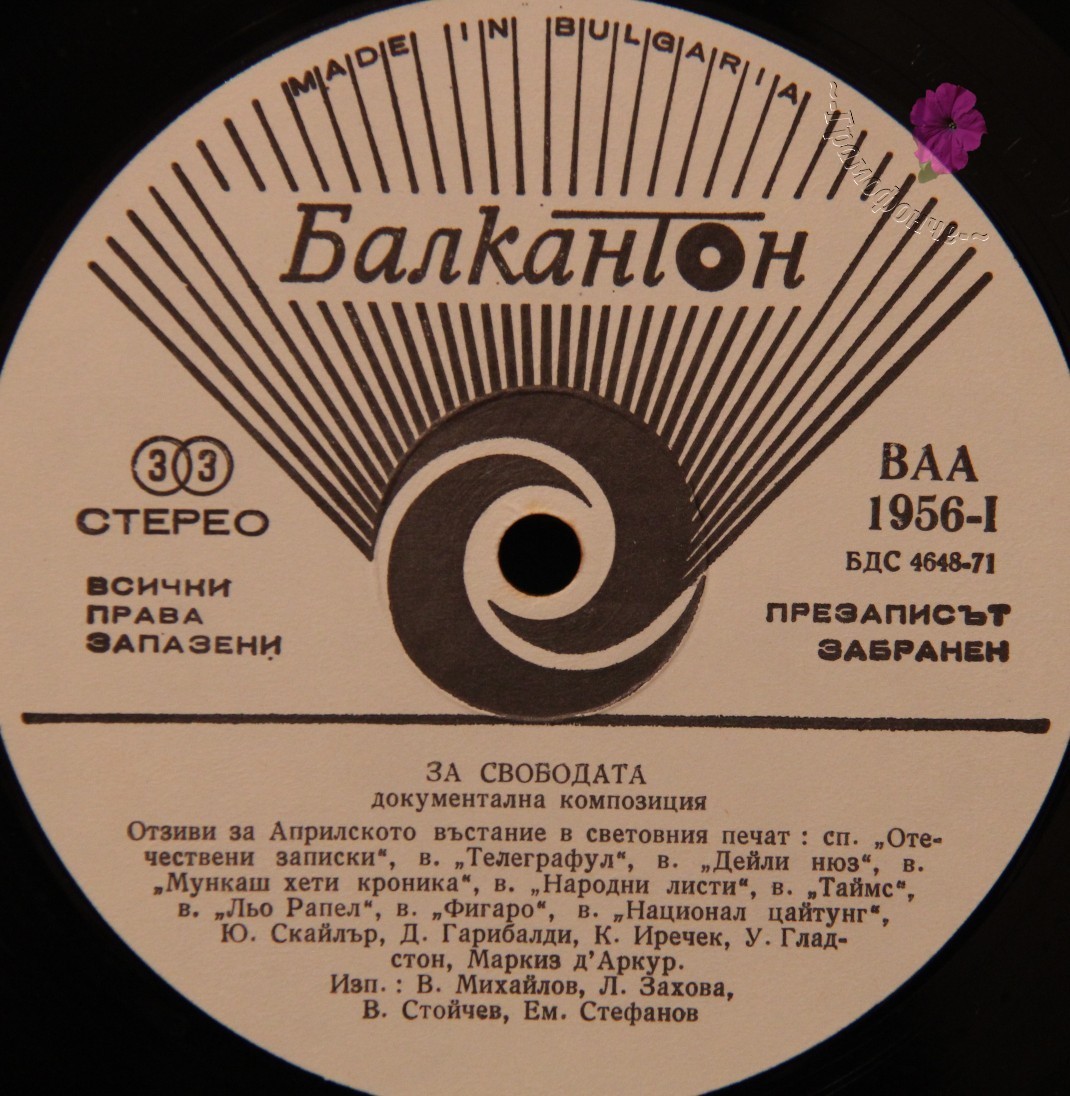 MADE IN BULGARIA
~-Грамофонче-~
Балкантон
33
СТЕРЕО
ВСИЧКИ
ПРАВА
ЗАПАЗЕНИ
ВАА
1956-I
БДС 4648-71
ПРЕЗАПИСЪТ
ЗАБРАНЕН
ЗА СВОБОДАТА
документална композиция
Отзиви за Априлското въстание в световния печат : сп. „Оте-
чествени записки“, в. „Телеграфул“, в. „Дейли нюз“, в.
„Мункаш хети кроника“, в. „Народни листи“, в. „Таймс“,
в. „Льо Рапел“, в. „Фигаро“, в. „Национал цайтунг“,
Ю. Скайлър, Д. Гарибалди, К. Иречек, У. Глад-
стон, Маркиз д’Аркур.
Изп. : В. Михайлов, Л. Захова,
В. Стойчев, Ем. Стефанов